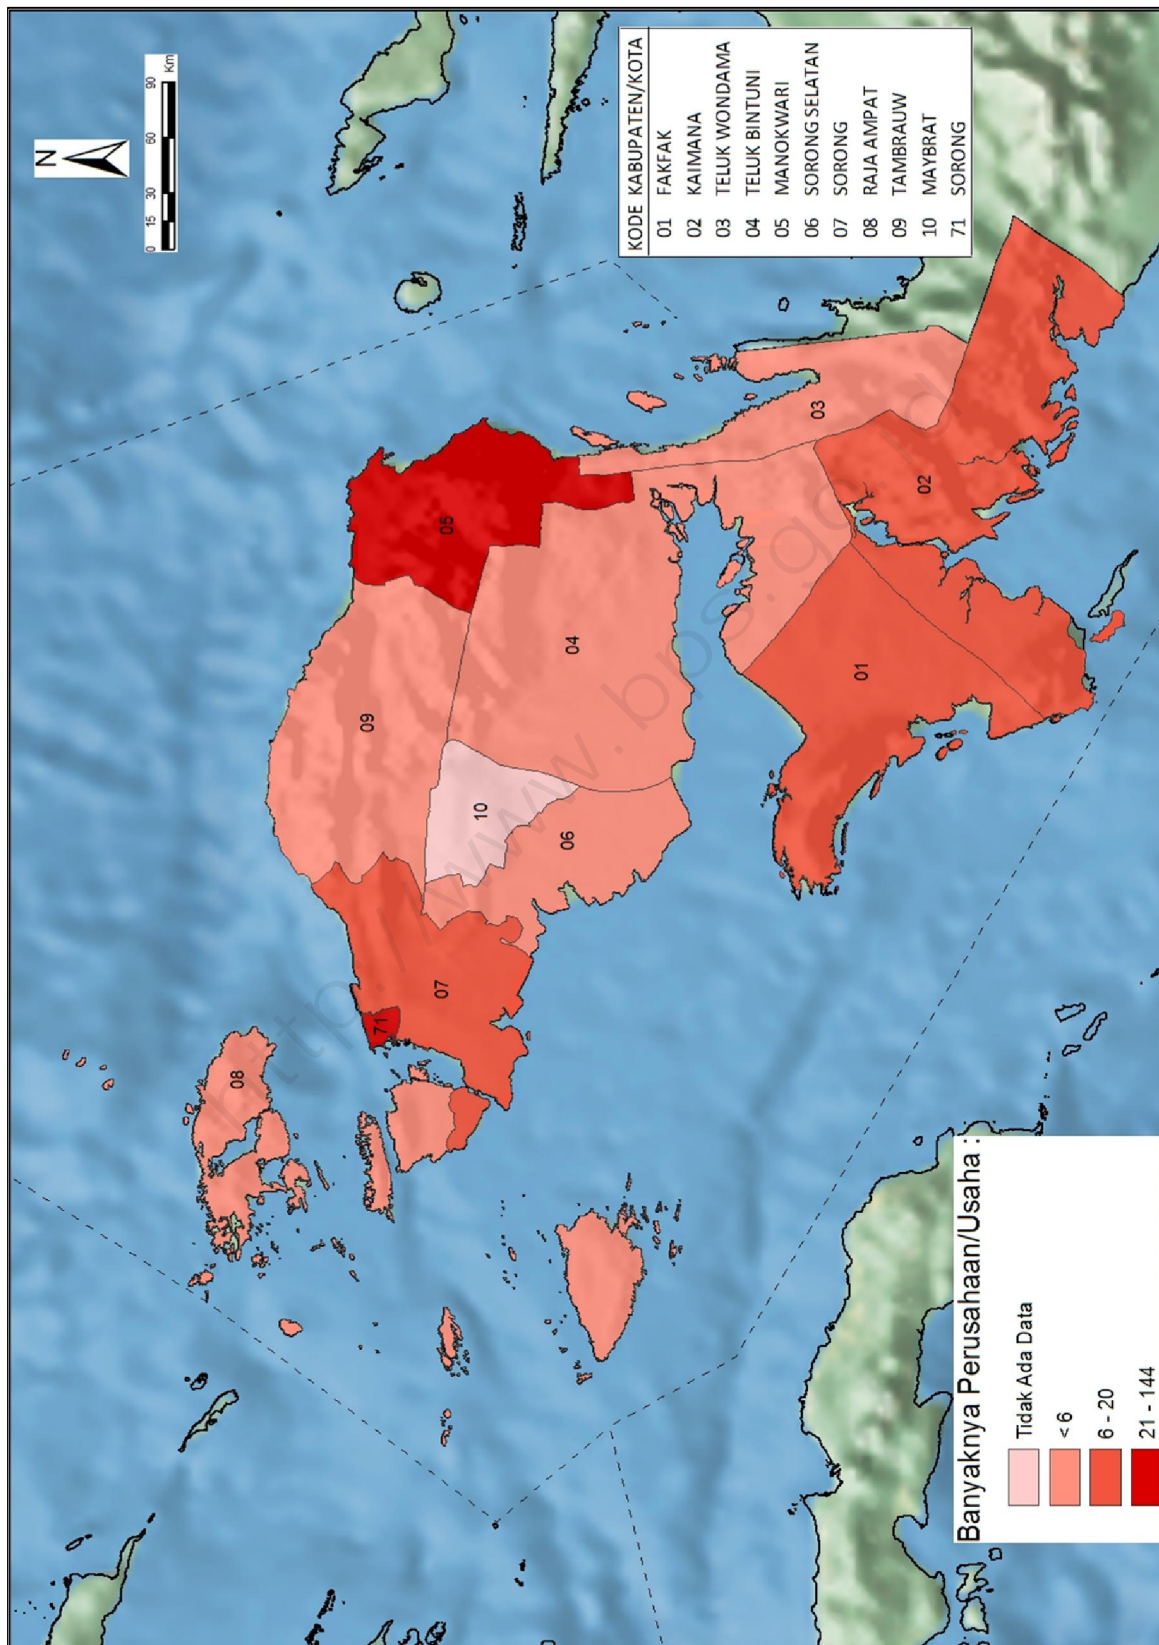 N
0 15 30 60 90
Km
KODE KABUPATEN/KOTA
01 FAKFAK
02 KAIMANA
03 TELUK WONDAMA
04 TELUK BINTUNI
05 MANOKWARI
06 SORONG SELATAN
07 SORONG
08 RAJA AMPAT
09 TAMBRAUW
10 MAYBRAT
71 SORONG
08
71
07
09
05
10
06
04
03
02
01
http://www.bps.go.id
Banyaknya Perusahaan/Usaha :
Tidak Ada Data
< 6
6 - 20
21 - 144